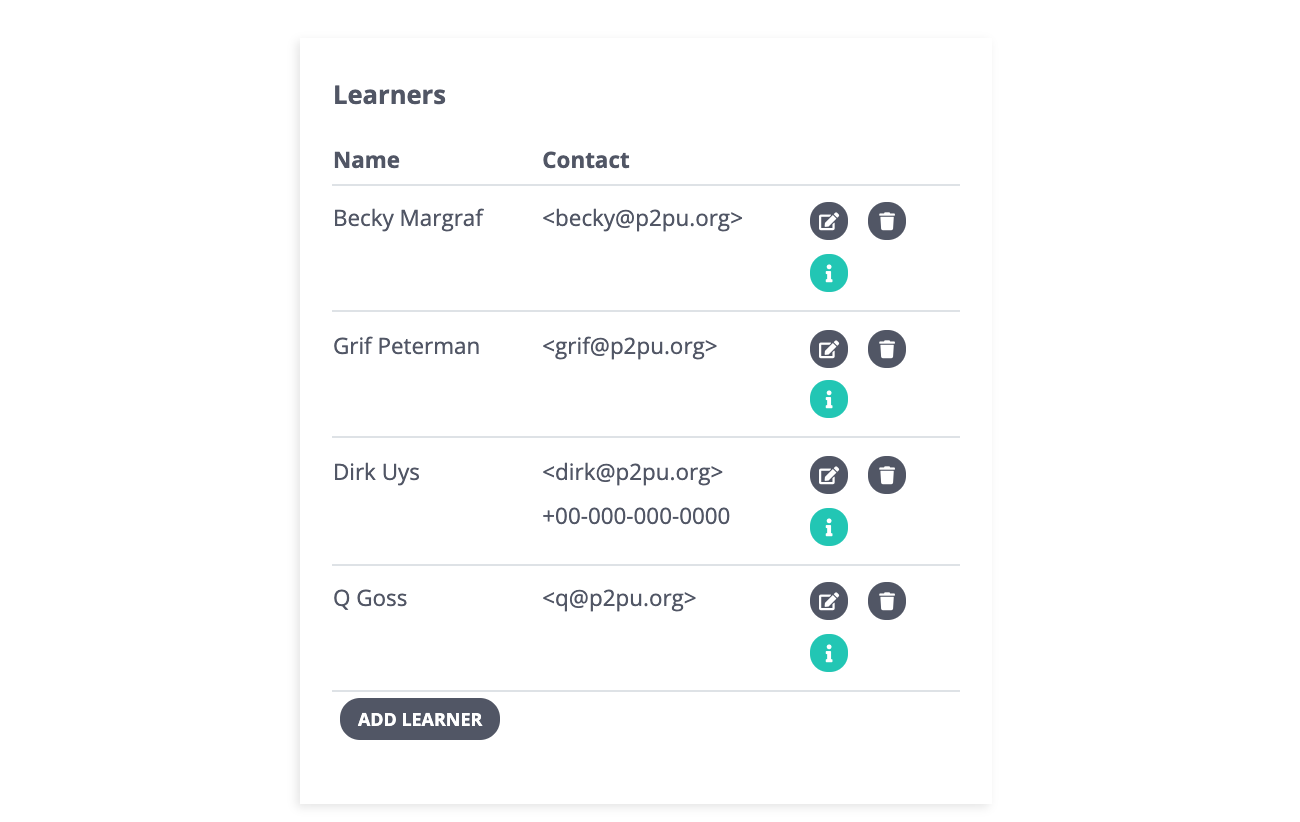 Learners
Name Contact
Becky Margraf <becky@p2pu.org>
Grif Peterman <grif@p2pu.org>
Dirk Uys <dirk@p2pu.org>
+00-000-000-0000
Q Goss <q@p2pu.org>
ADD LEARNER